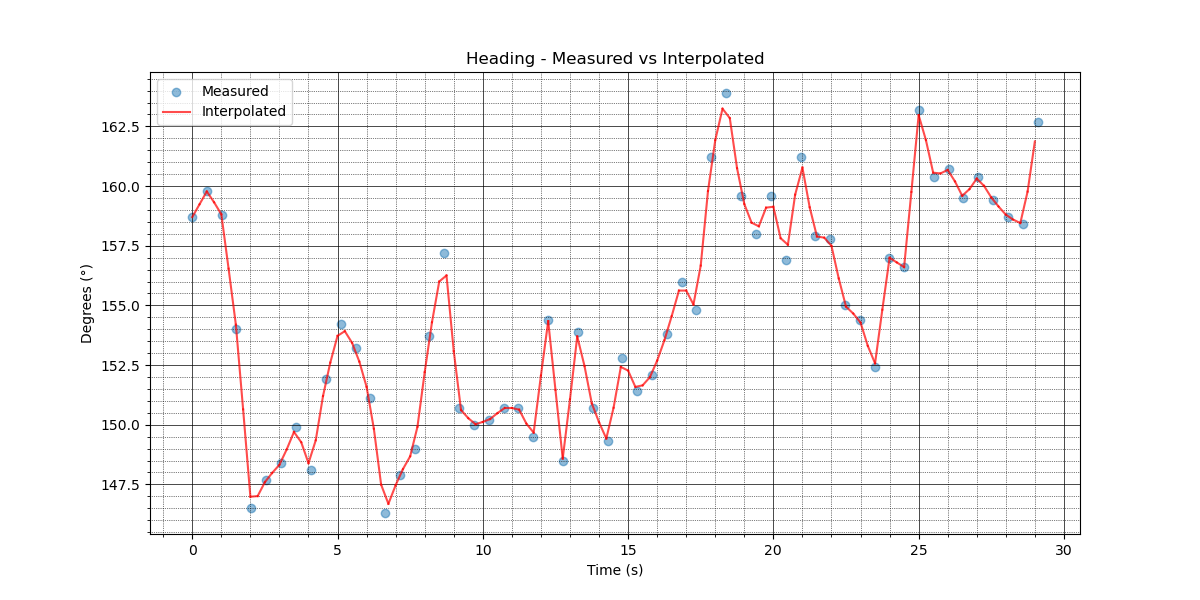 Heading - Measured vs Interpolated
Measured
Interpolated
162.5
160.0
157.5
155.0
152.5
150.0
147.5
Degrees (°)
0 5 10 15 20 25 30
Time (s)